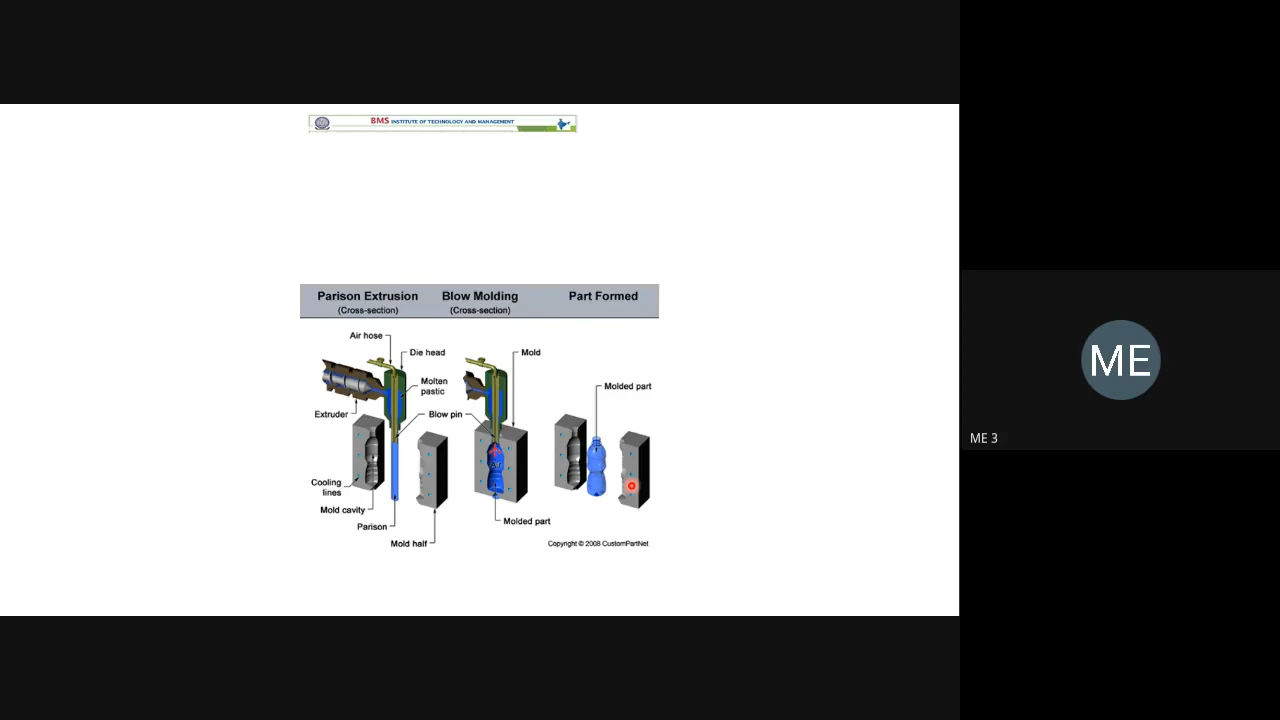 BMS INSTITUTE OF TECHNOLOGY AND MANAGEMENT
Parison Extrusion
(Cross-section)
Blow Molding
(Cross-section)
Part Formed
Air hose
Die head
Molten
pastic
Extruder
Blow pin
Mold
Molded part
Cooling
lines
Mold cavity
Parison
Mold half
Air
Molded part
Copyright © 2008 CustomPartNet
ME
ME 3